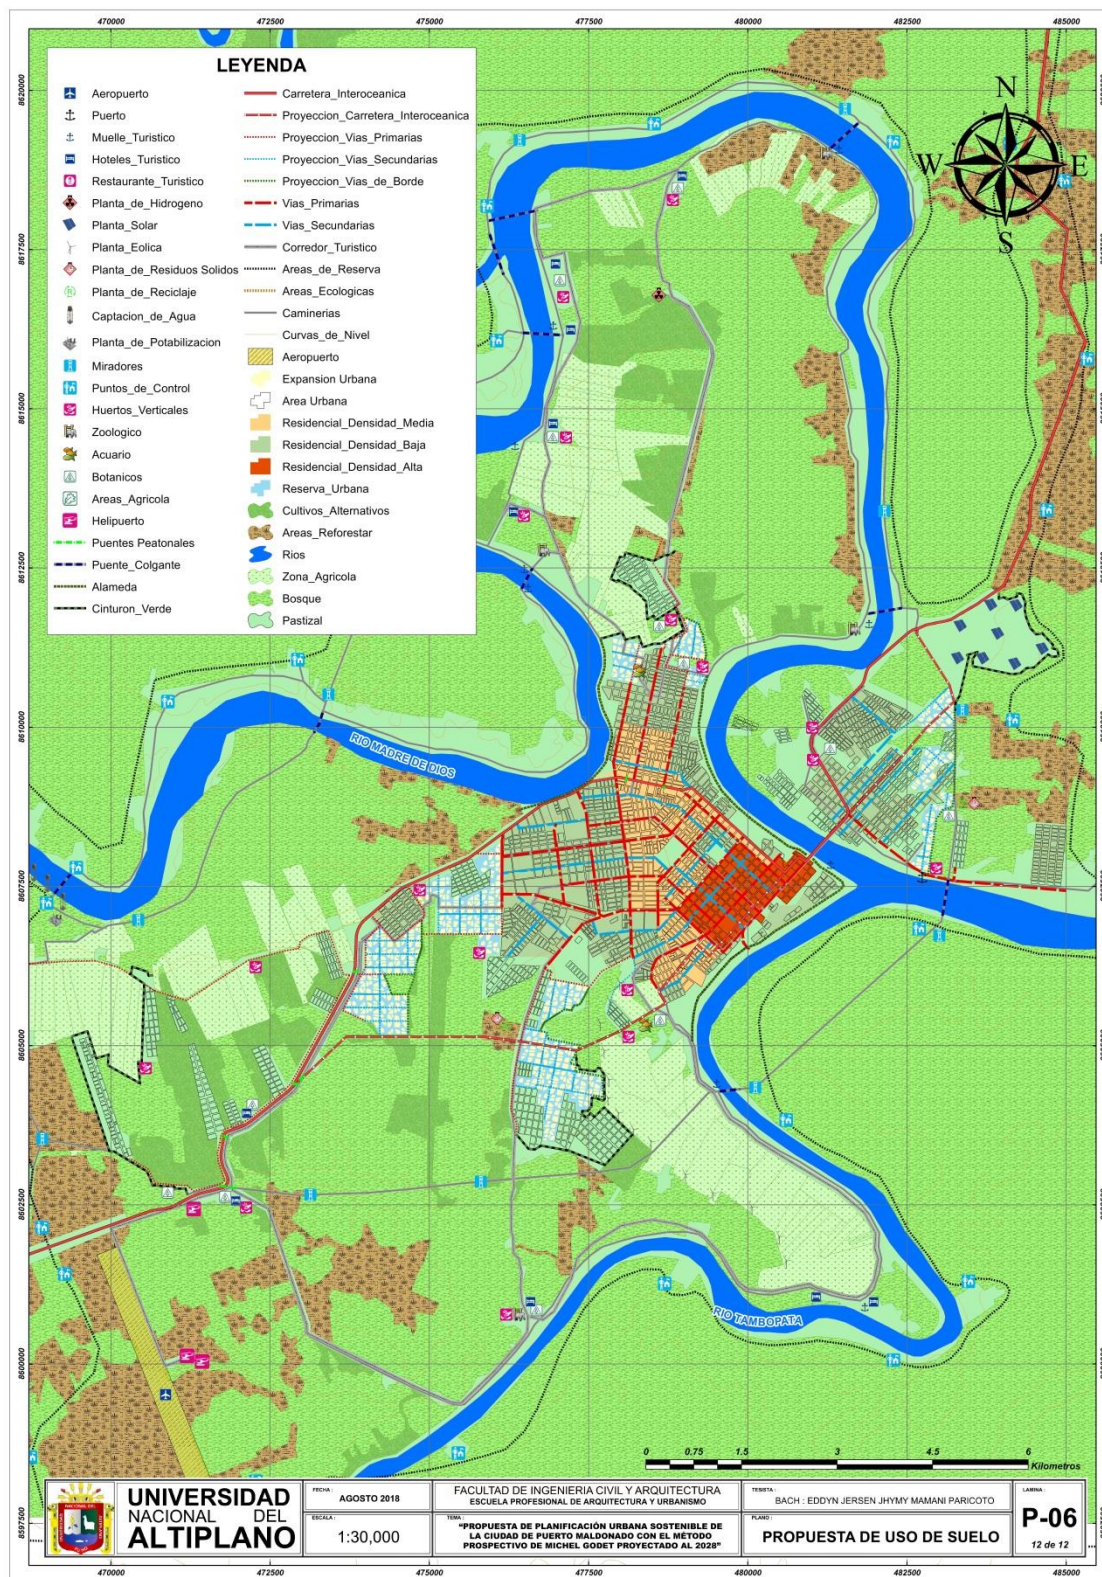 470000 472500 475000 477500 480000 482500 485000
LEYENDA
Aeropuerto
Puerto
Muelle_Turistico
Hoteles_Turistico
Restaurante_Turistico
Planta_de_Hidrogeno
Planta_Solar
Planta_Eolica
Planta_de_Residuos Solidos
Planta_de_Reciclaje
Captacion_de_Agua
Planta_de_Potabilizacion
Miradores
Puntos_de_Control
Huertos_Verticales
Zoologico
Acuario
Botanicos
Areas_Agricola
Helipuerto
Puentes Peatonales
Puente_Colgante
Alameda
Cinturon_Verde
Carretera_Interoceanica
Proyeccion_Carretera_Interoceanica
Proyeccion_Vias_Primarias
Proyeccion_Vias_Secundarias
Proyeccion_Vias_de_Borde
Vias_Primarias
Vias_Secundarias
Corredor_Turistico
Areas_de_Reserva
Areas_Ecologicas
Caminerias
Curvas_de_Nivel
Aeropuerto
Expansion Urbana
Area Urbana
Residencial_Densidad_Media
Residencial_Densidad_Baja
Residencial_Densidad_Alta
Reserva_Urbana
Cultivos_Alternativos
Areas_Reforestar
Rios
Zona_Agricola
Bosque
Pastizal
N
W E
S
8620000
8617500
8615000
8612500
8610000
8607500
8605000
8602500
8600000
8597500
RIO MADRE DE DIOS
RIO TAMBOPATA
0 0.75 1.5 3 4.5 6
Kilometros
UNIVERSIDAD
NACIONAL DEL
ALTIPLANO
FECHA :
AGOSTO 2018
ESCALA :
1:30,000
FACULTAD DE INGENIERIA CIVIL Y ARQUITECTURA
ESCUELA PROFESIONAL DE ARQUITECTURA Y URBANISMO
TEMA :
"PROPUESTA DE PLANIFICACIÓN URBANA SOSTENIBLE DE
LA CIUDAD DE PUERTO MALDONADO CON EL MÉTODO
PROSPECTIVO DE MICHEL GODET PROYECTADO AL 2028"
TESISTA :
BACH : EDDYN JERSEN JHYMY MAMANI PARICOTO
PLANO :
PROPUESTA DE USO DE SUELO
LAMINA :
P-06
12 de 12
470000 472500 475000 477500 480000 482500 485000